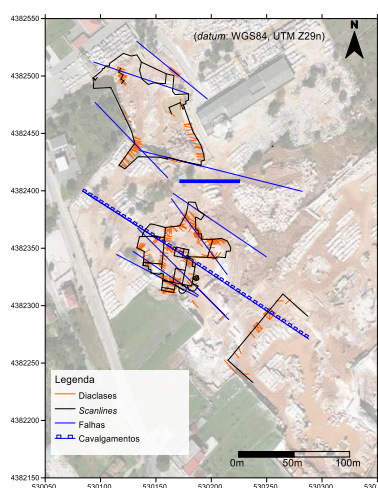 4382550
4382500
4382450
4382400
4382350
4382300
4382250
4382200
4382150
(datum: WGS84, UTM Z29n)
N
Legenda
Diaclases
Scanlines
Falhas
Cavalgamentos
0m 50m 100m
530050 530100 530150 530200 530250 530300